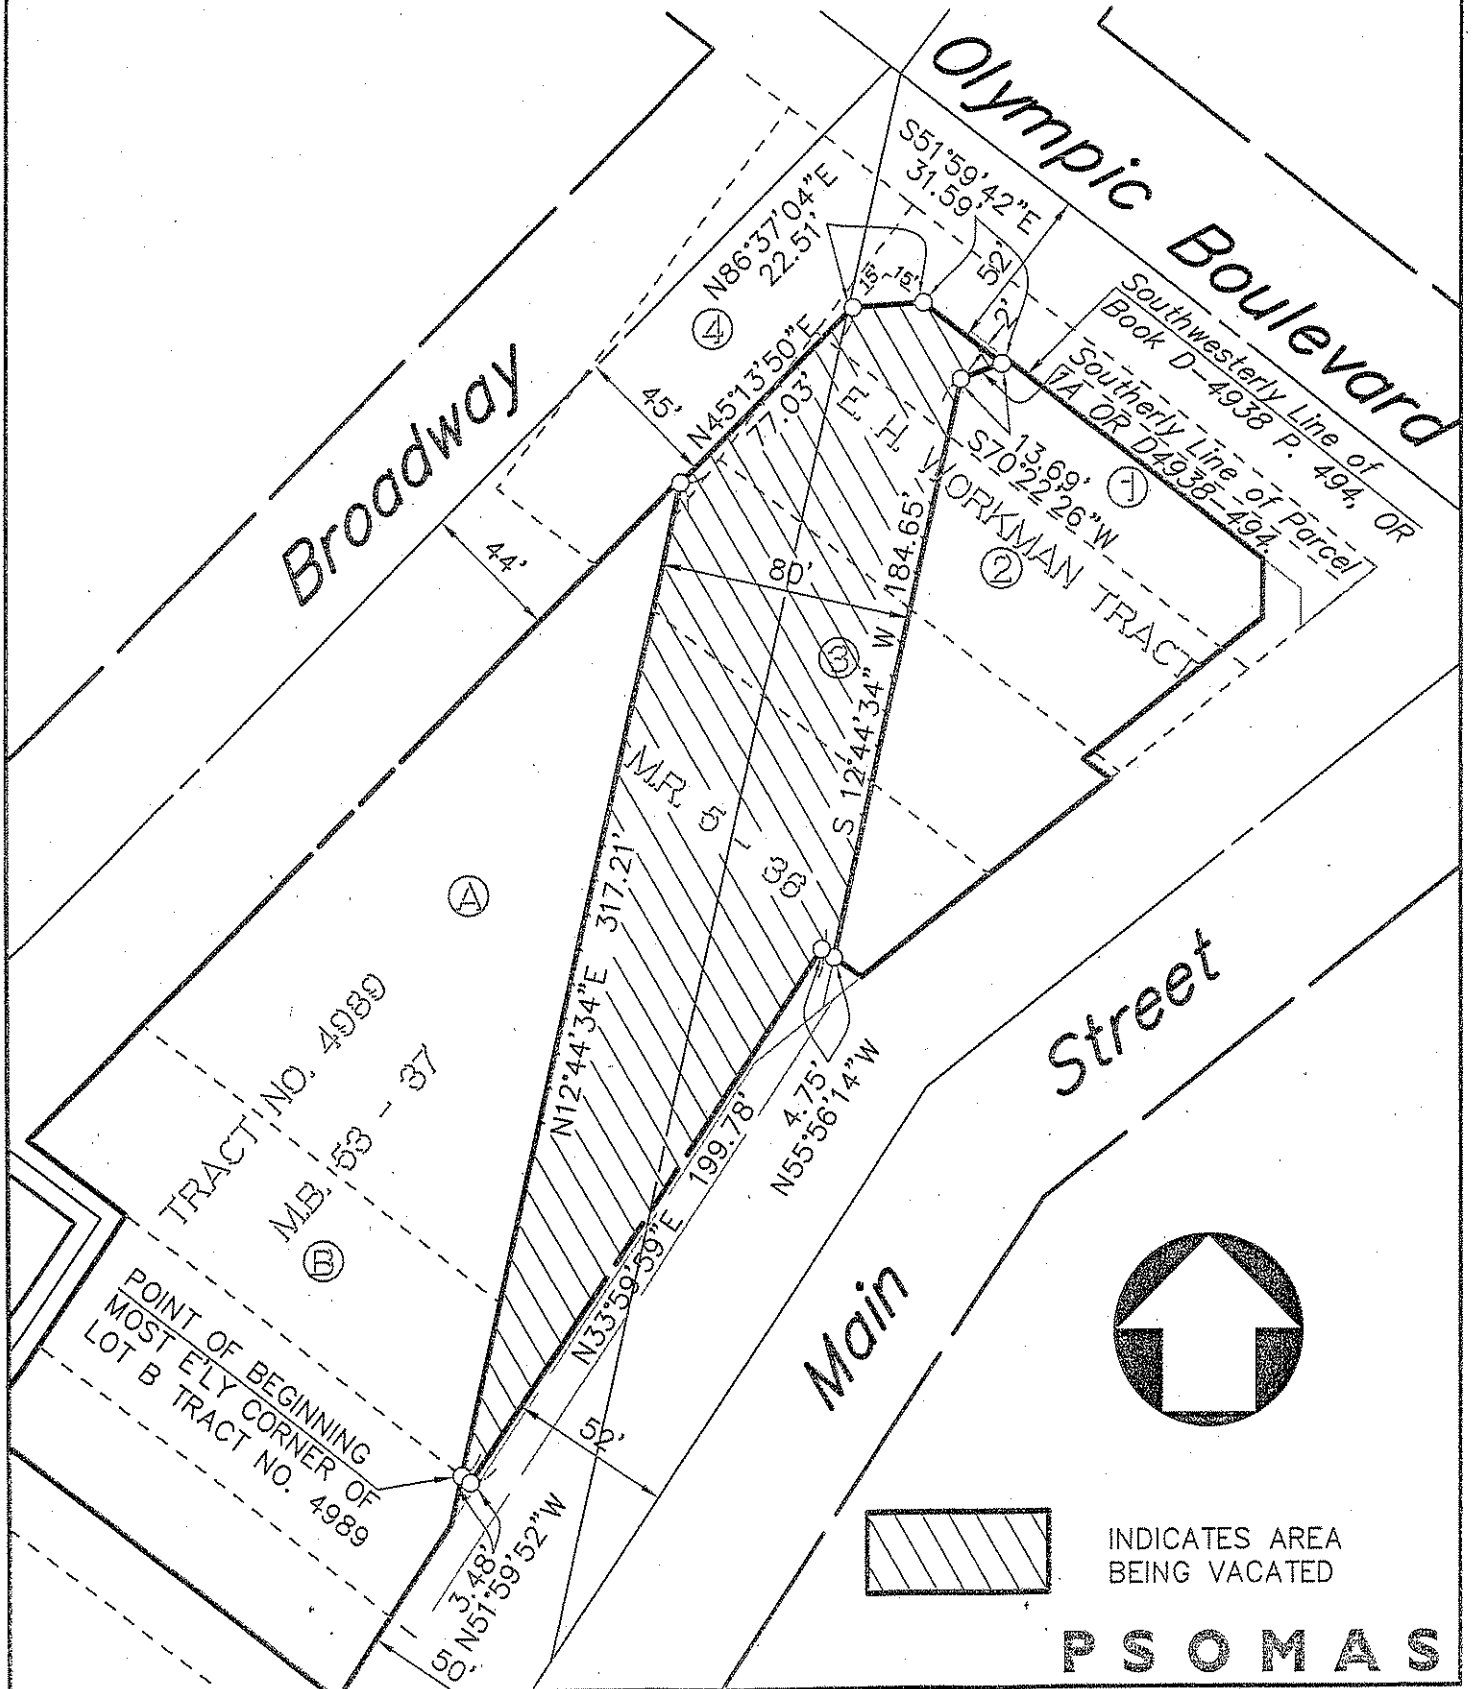 Olympic Boulevard
S51°59'42"E
31.59'
N86°37'04"E
22.51'
④
15' 15'
52'
2'
Southwesterly Line of
Book D-4938 P. 494, OR
Southerly Line of Parcel
7A OR D4938-494.
Broadway
45'
N45°13'50"E
77.03'
44'
E. H. WORKMAN TRACT
13.69'
S70°22'26"W
①
②
80'
③
S 12°44'34" W 184.65'
M.R. 5 - 36
N12°44'34"E 317.21'
Ⓐ
TRACT NO. 4989
M.B. 53 - 37
Ⓑ
Street
4.75'
N55°56'14"W
N33°59'59"E 199.78'
Main
POINT OF BEGINNING
MOST E'LY CORNER OF
LOT B TRACT NO. 4989
52'
3.48'
N51°59'52"W
50'
INDICATES AREA
BEING VACATED
PSOMAS